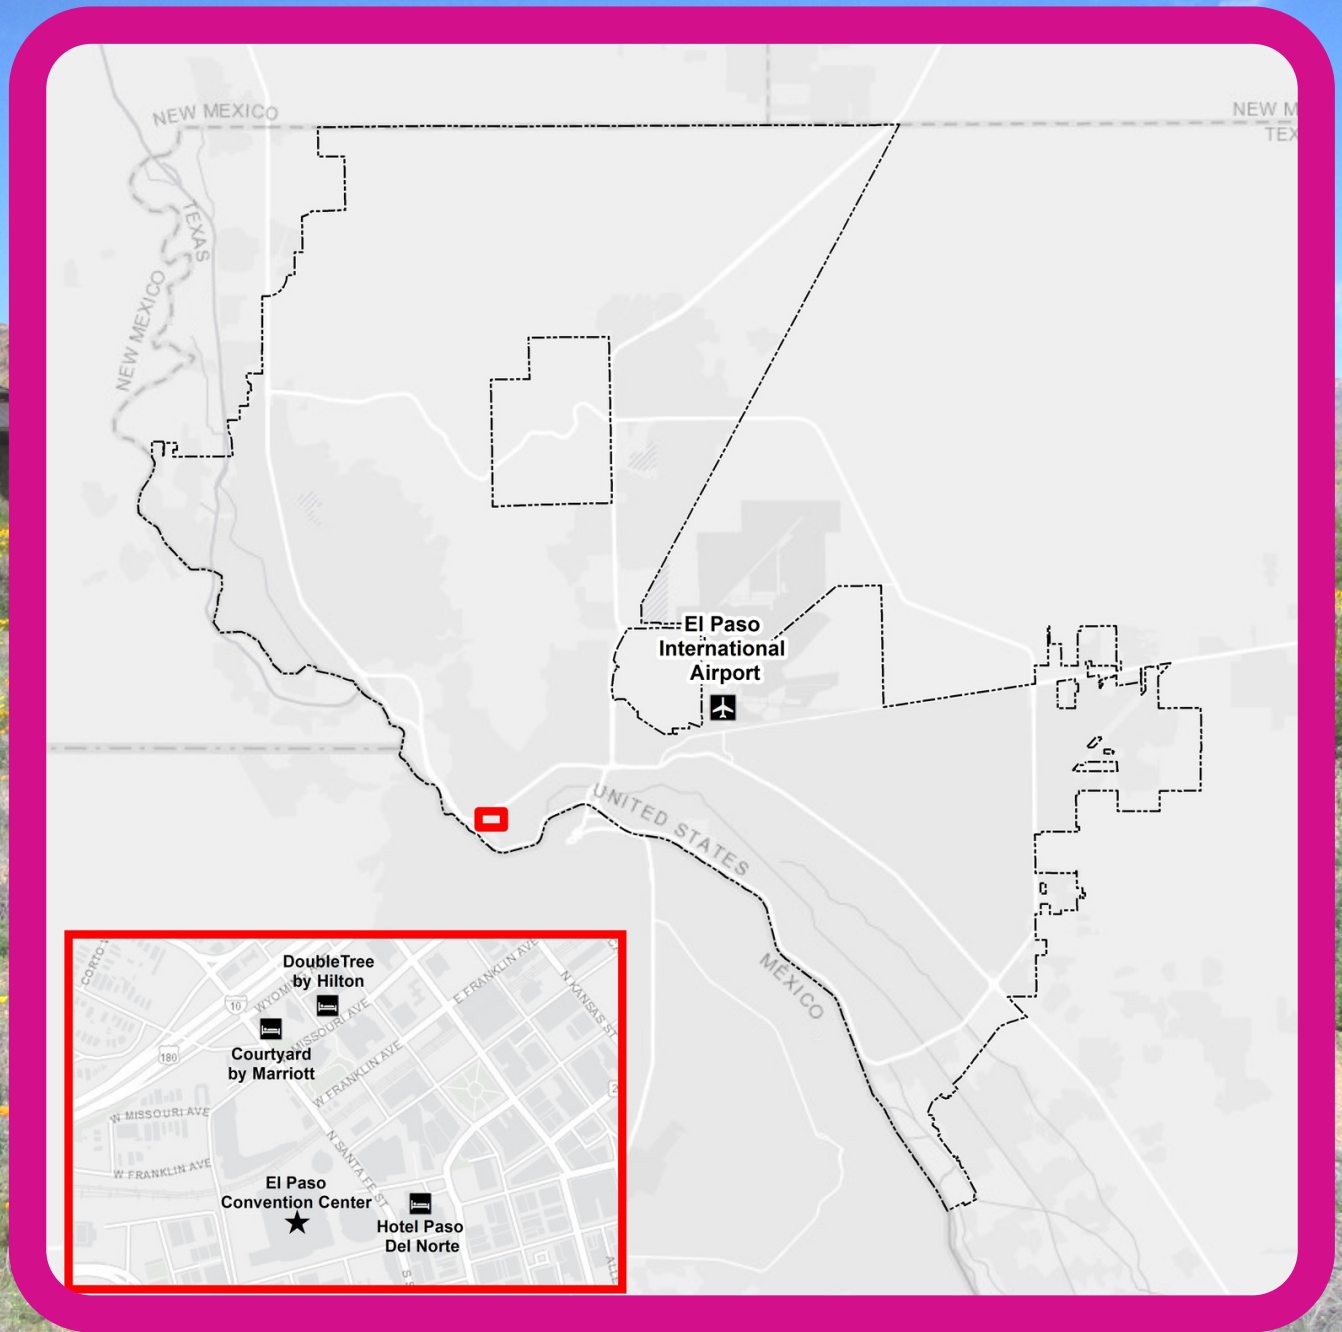 NEW MEXICO
NEW M
TEX
TEXAS
NEW MEXICO
El Paso
International
Airport
UNITED STATES
MÉXICO
DoubleTree
by Hilton
CORTO
10
E FRANKLIN AVE
N KANSAS ST
MISSOURI AVE
Courtyard
by Marriott
180
W FRANKLIN AVE
W MISSOURI AVE
N SANTA FE ST
W FRANKLIN AVE
El Paso
Convention Center
Hotel Paso
Del Norte